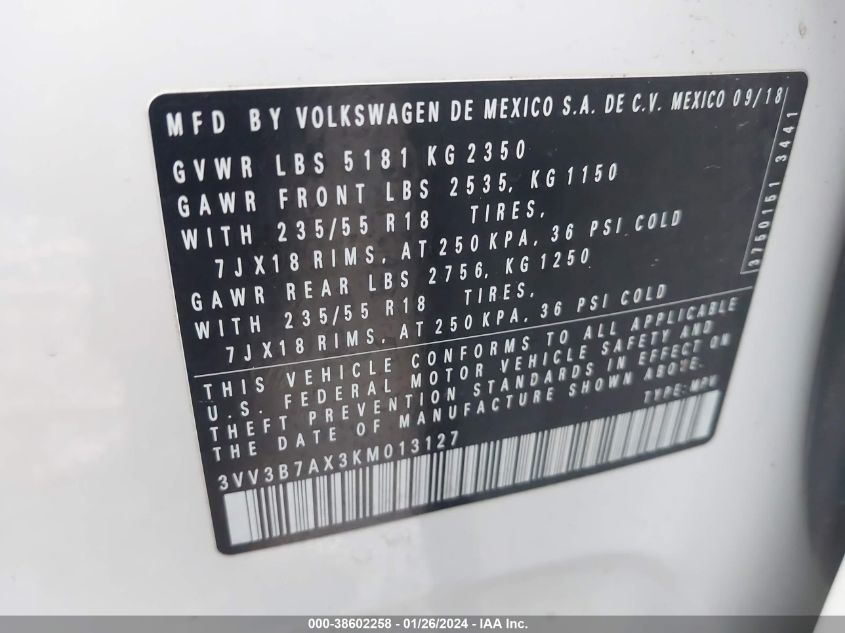 MFD BY VOLKSWAGEN DE MEXICO S.A. DE C.V. MEXICO 09/18
GVWR LBS 5181 KG 2350
GAWR FRONT LBS 2535, KG 1150
WITH 235/55 R18 TIRES,
7JX18 RIMS, AT 250 KPA, 36 PSI COLD
GAWR REAR LBS 2756, KG 1250
WITH 235/55 R18 TIRES,
7JX18 RIMS, AT 250 KPA, 36 PSI COLD
3750151 3441
THIS VEHICLE CONFORMS TO ALL APPLICABLE
U.S. FEDERAL MOTOR VEHICLE SAFETY AND
THEFT PREVENTION STANDARDS IN EFFECT ON
THE DATE OF MANUFACTURE SHOWN ABOVE.
3VV3B7AX3KM013127
TYPE:MPV
000-38602258 - 01/26/2024 - IAA Inc.